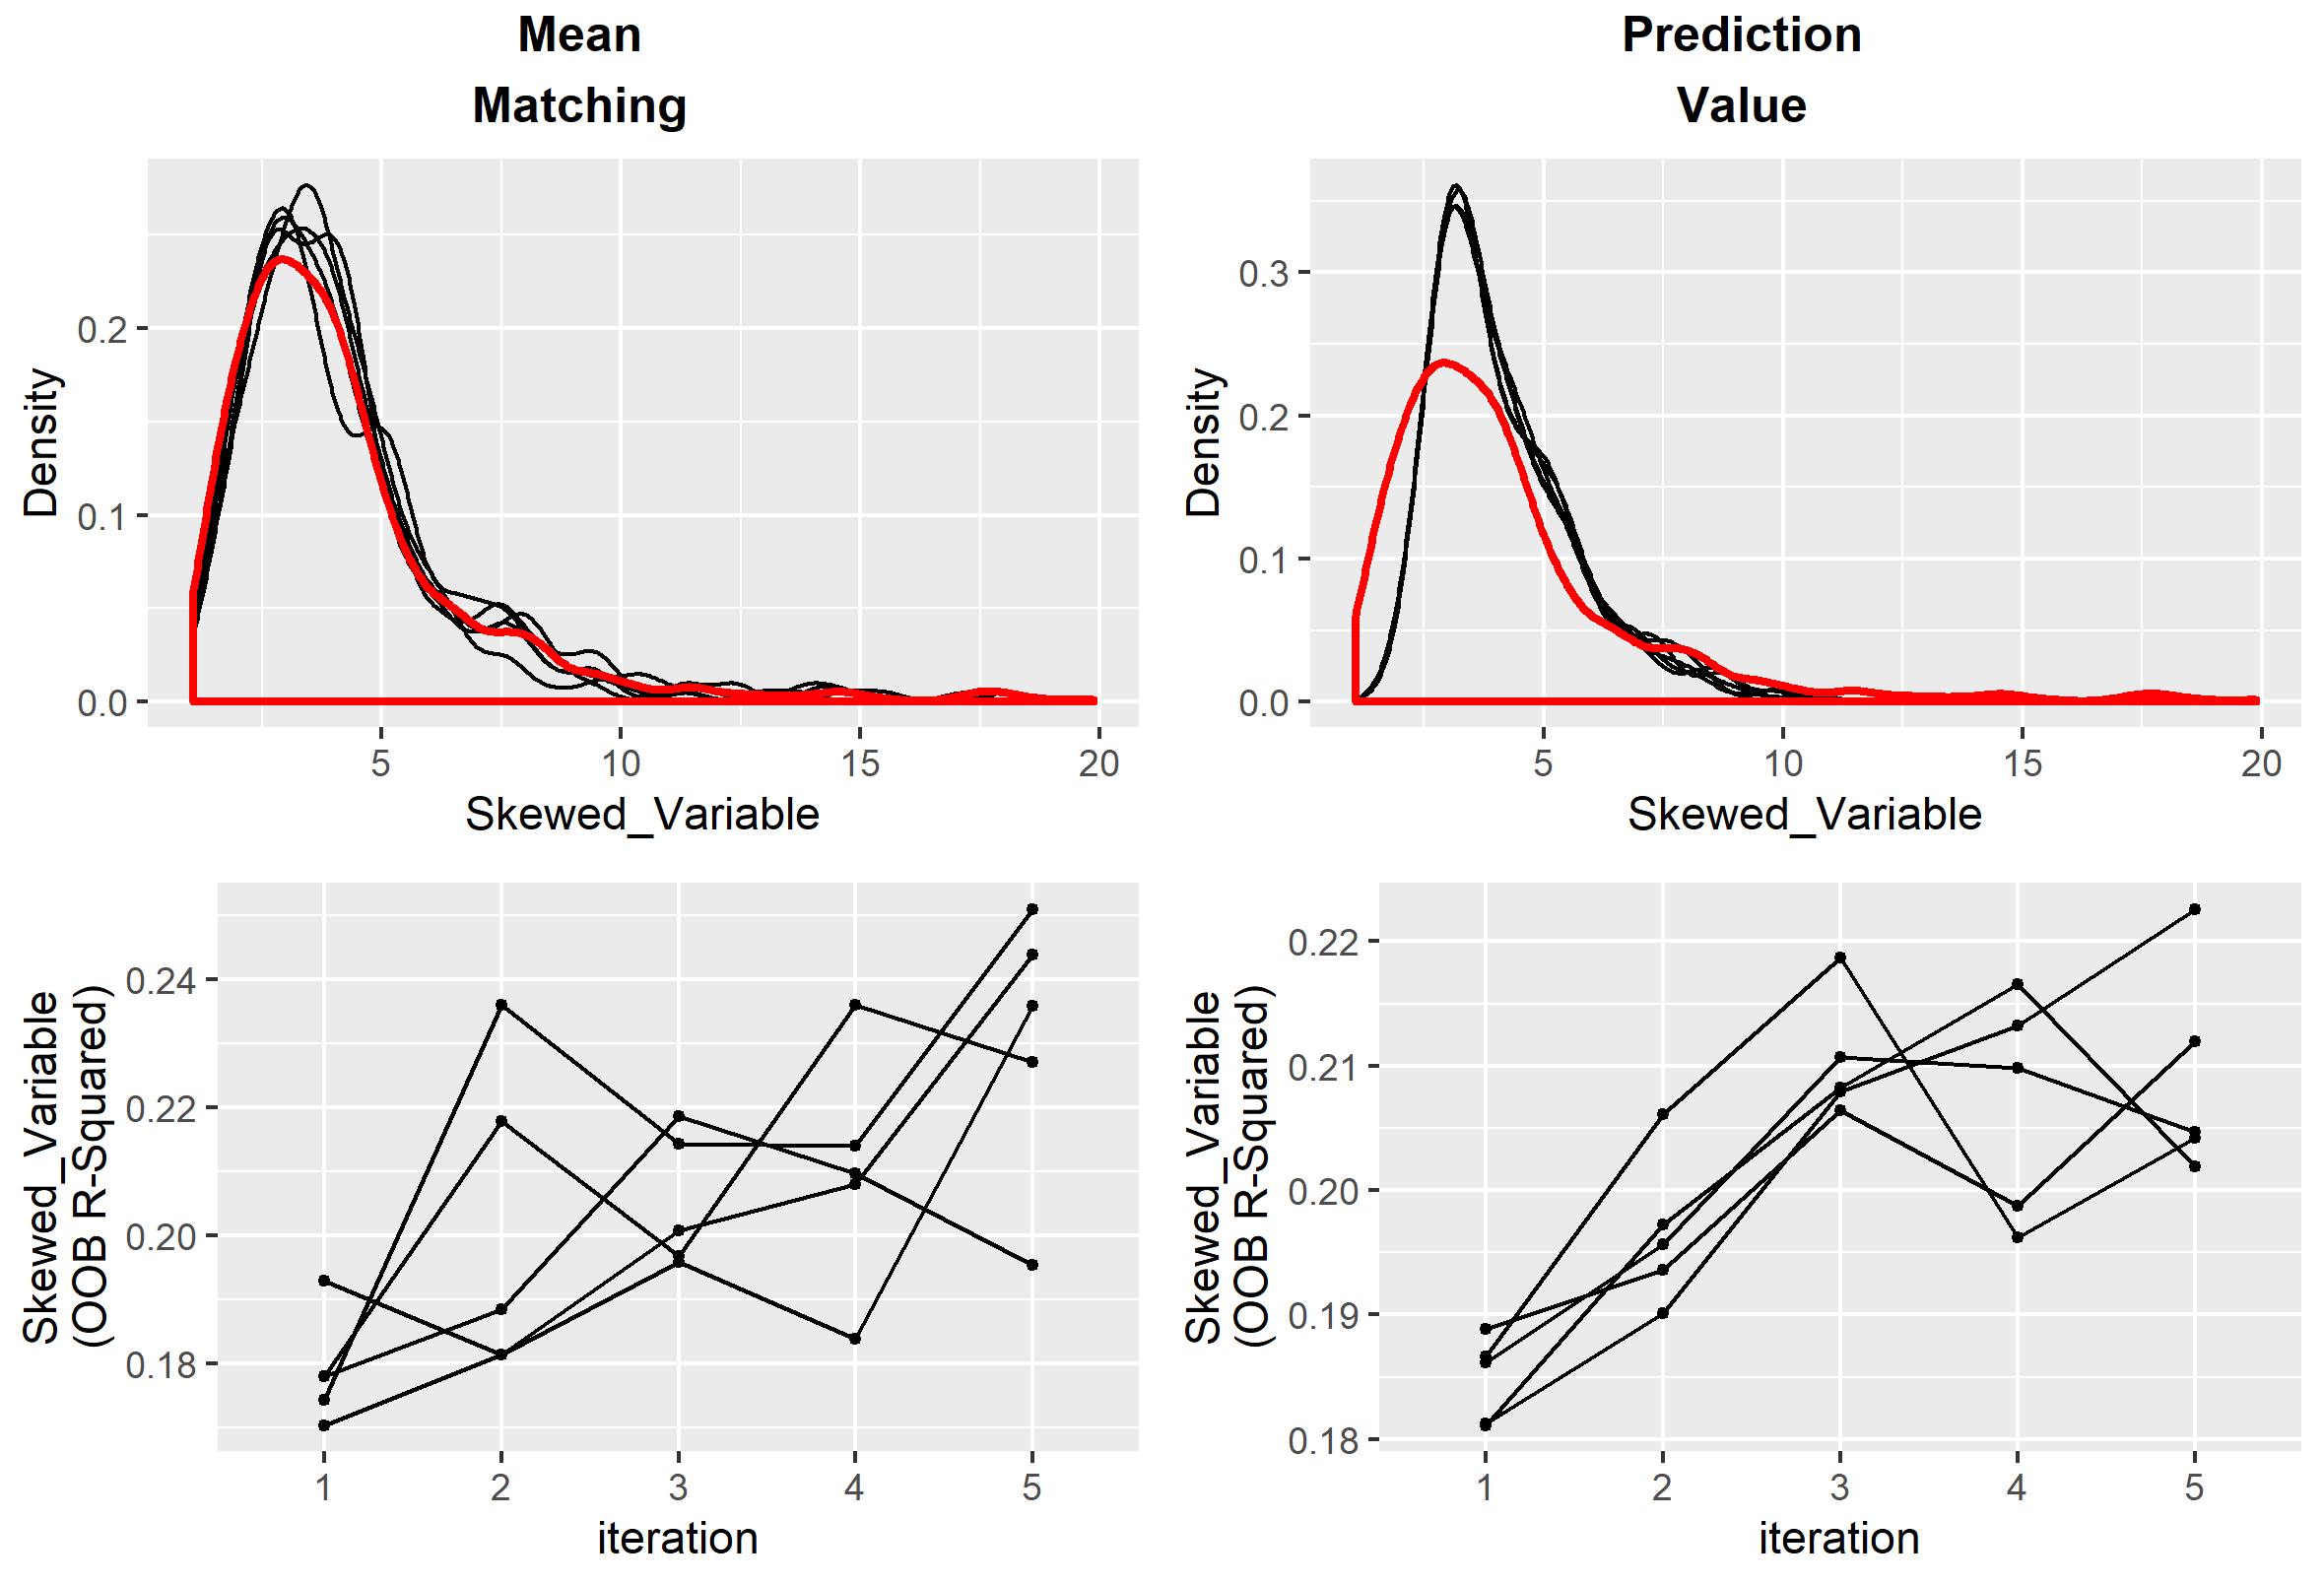 Mean
Matching
Prediction
Value
Density
0.2
0.1
0.0
5 10 15 20
Skewed_Variable
Density
0.3
0.2
0.1
0.0
5 10 15 20
Skewed_Variable
Skewed_Variable
(OOB R-Squared)
0.24
0.22
0.20
0.18
1 2 3 4 5
iteration
Skewed_Variable
(OOB R-Squared)
0.22
0.21
0.20
0.19
0.18
1 2 3 4 5
iteration